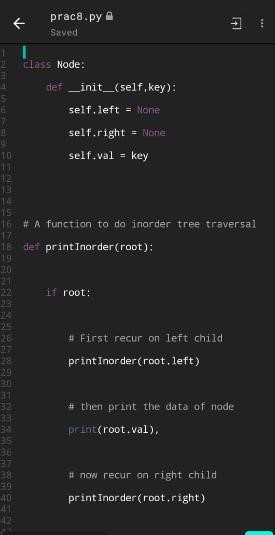 prac8.py
Saved
1
2 class Node:
3
4     def __init__(self,key):
5
6         self.left = None
7
8         self.right = None
9
10         self.val = key
11
12
13
14
15
16 # A function to do inorder tree traversal
17
18 def printInorder(root):
19
20
21
22     if root:
23
24
25
26         # First recur on left child
27
28         printInorder(root.left)
29
30
31
32         # then print the data of node
33
34         print(root.val),
35
36
37
38         # now recur on right child
39
40         printInorder(root.right)
41
42